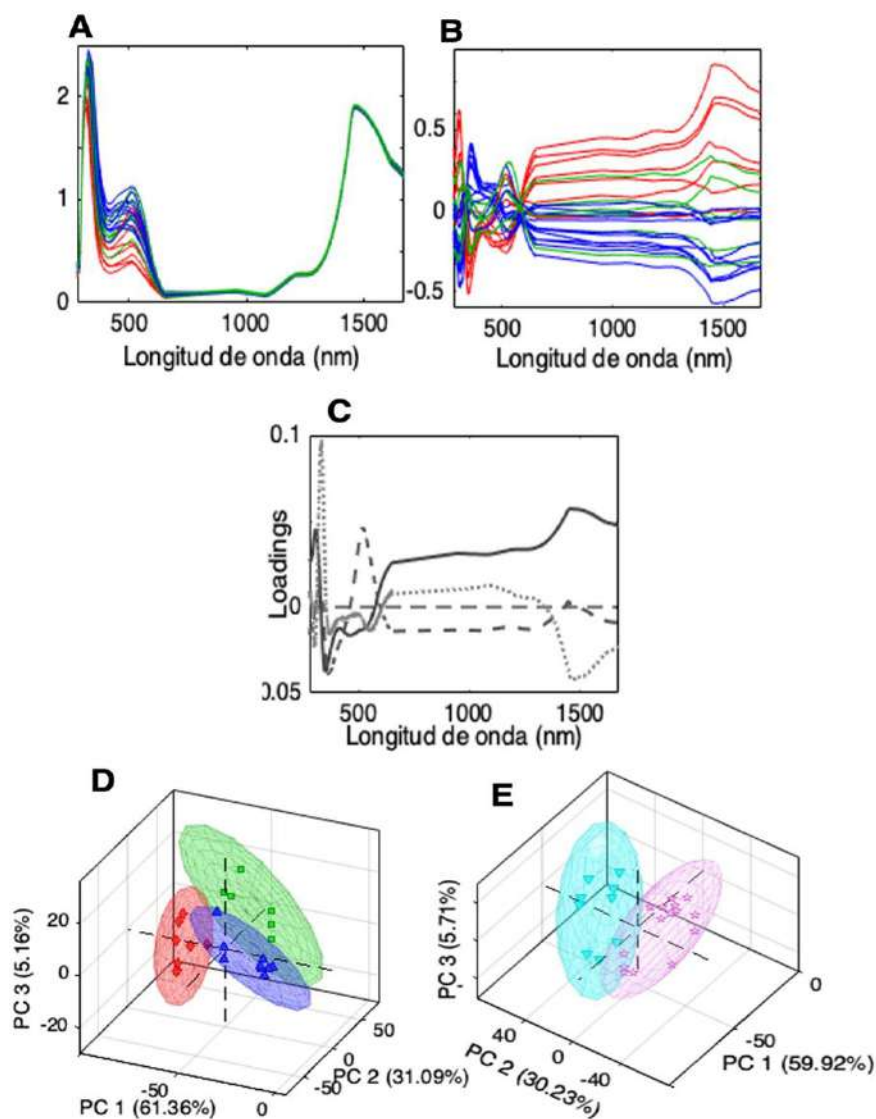 A
B
2
1
0
500
1000
1500
Longitud de onda (nm)
0.5
0
-0.5
500
1000
1500
Longitud de onda (nm)
C
0.1
0
0.05
Loadings
500
1000
1500
Longitud de onda (nm)
D
20
0
-20
PC 3 (5.16%)
-50
0
PC 1 (61.36%)
50
0
-50
PC 2 (31.09%)
E
PC 3 (5.71%)
40
0
-40
PC 2 (30.23%)
0
-50
PC 1 (59.92%)